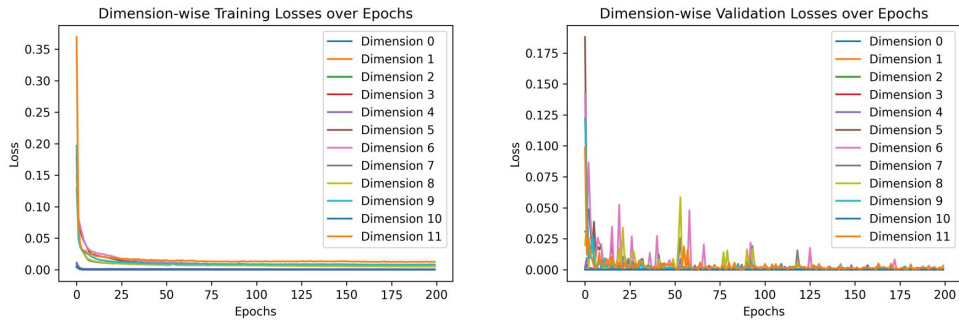 Dimension-wise Training Losses over Epochs
Loss
0.35
0.30
0.25
0.20
0.15
0.10
0.05
0.00
0
25
50
75
100
125
150
175
200
Epochs
Dimension 0
Dimension 1
Dimension 2
Dimension 3
Dimension 4
Dimension 5
Dimension 6
Dimension 7
Dimension 8
Dimension 9
Dimension 10
Dimension 11
Dimension-wise Validation Losses over Epochs
Loss
0.175
0.150
0.125
0.100
0.075
0.050
0.025
0.000
0
25
50
75
100
125
150
175
200
Epochs
Dimension 0
Dimension 1
Dimension 2
Dimension 3
Dimension 4
Dimension 5
Dimension 6
Dimension 7
Dimension 8
Dimension 9
Dimension 10
Dimension 11